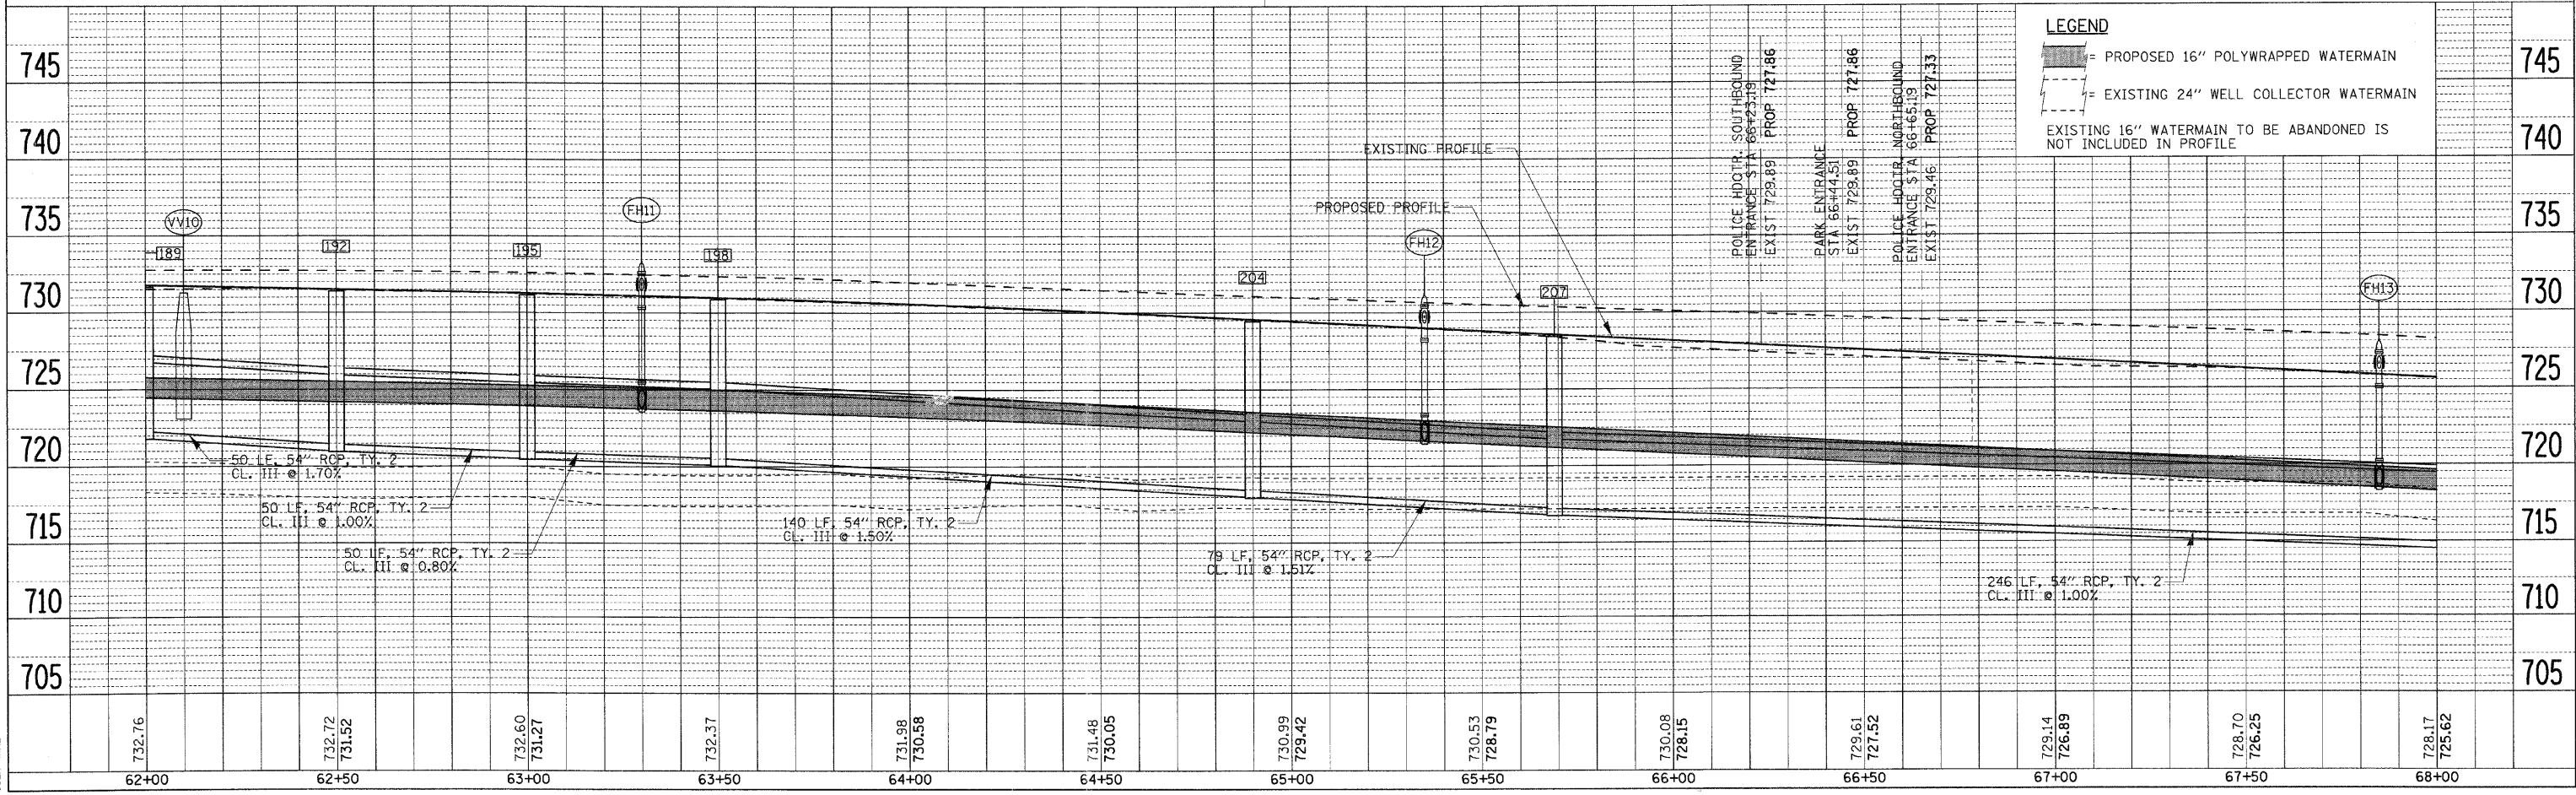 LEGEND
= PROPOSED 16" POLYWRAPPED WATERMAIN
= EXISTING 24" WELL COLLECTOR WATERMAIN
EXISTING 16" WATERMAIN TO BE ABANDONED IS
NOT INCLUDED IN PROFILE
745
745
740
740
735
735
730
730
725
725
720
720
715
715
710
710
705
705
POLICE HDQTR. SOUTHBOUND
ENTRANCE STA 66+23.19
EXIST 729.89 PROP 727.86
PARK ENTRANCE
STA 66+44.51
EXIST 729.89 PROP 727.86
POLICE HDQTR. NORTHBOUND
ENTRANCE STA 66+65.19
EXIST 729.46 PROP 727.33
EXISTING PROFILE
PROPOSED PROFILE
VV10
FH11
FH12
FH13
189
192
195
198
204
207
50 LF, 54" RCP, TY. 2
CL. III @ 1.70%
50 LF, 54" RCP, TY. 2
CL. III @ 1.00%
50 LF, 54" RCP, TY. 2
CL. III @ 0.80%
140 LF, 54" RCP, TY. 2
CL. III @ 1.50%
79 LF, 54" RCP, TY. 2
CL. III @ 1.51%
246 LF, 54" RCP, TY. 2
CL. III @ 1.00%
732.76
732.72
731.52
732.60
731.27
732.37
731.98
730.58
731.48
730.05
730.99
729.42
730.53
728.79
730.08
728.15
729.61
727.52
729.14
726.89
728.70
726.25
728.17
725.62
62+00
62+50
63+00
63+50
64+00
64+50
65+00
65+50
66+00
66+50
67+00
67+50
68+00